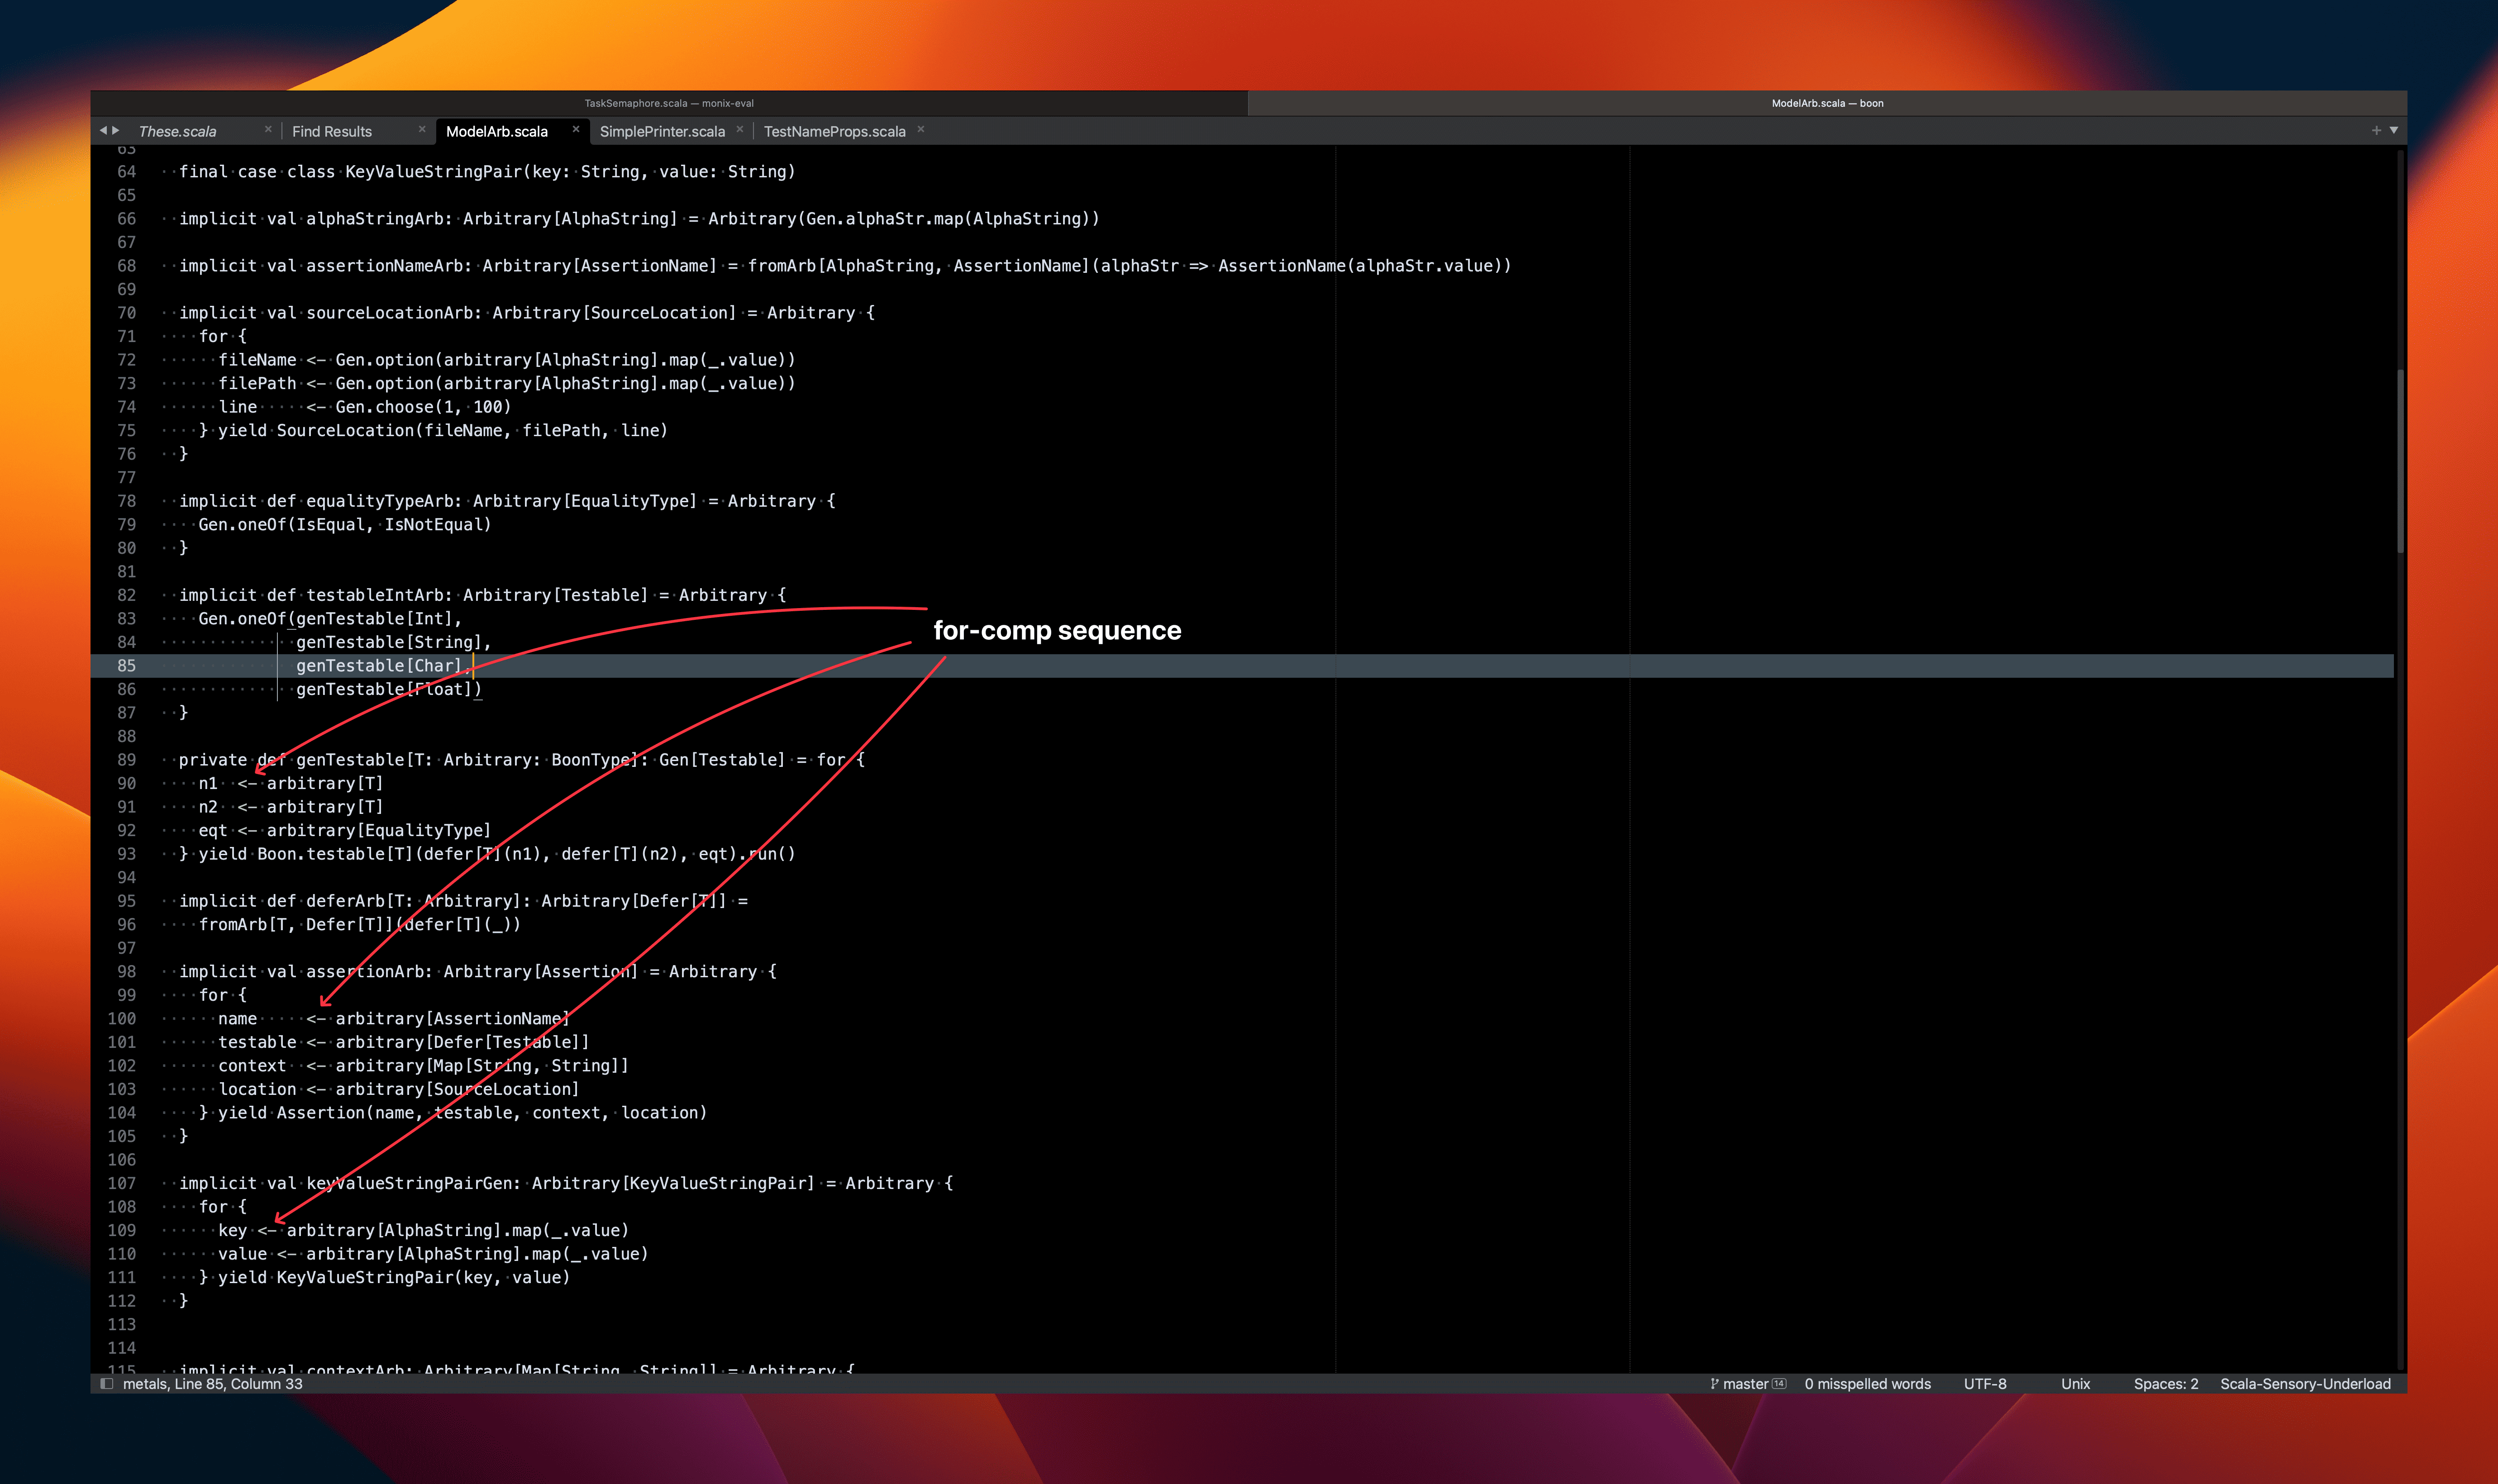 TaskSemaphore.scala — monix-eval
ModelArb.scala — boon
These.scala
Find Results
ModelArb.scala
SimplePrinter.scala
TestNameProps.scala
63
64 final case class KeyValueStringPair(key: String, value: String)
65
66 implicit val alphaStringArb: Arbitrary[AlphaString] = Arbitrary(Gen.alphaStr.map(AlphaString))
67
68 implicit val assertionNameArb: Arbitrary[AssertionName] = fromArb[AlphaString, AssertionName](alphaStr => AssertionName(alphaStr.value))
69
70 implicit val sourceLocationArb: Arbitrary[SourceLocation] = Arbitrary {
71 for {
72 fileName <- Gen.option(arbitrary[AlphaString].map(_.value))
73 filePath <- Gen.option(arbitrary[AlphaString].map(_.value))
74 line <- Gen.choose(1, 100)
75 } yield SourceLocation(fileName, filePath, line)
76 }
77
78 implicit def equalityTypeArb: Arbitrary[EqualityType] = Arbitrary {
79 Gen.oneOf(IsEqual, IsNotEqual)
80 }
81
82 implicit def testableIntArb: Arbitrary[Testable] = Arbitrary {
83 Gen.oneOf(genTestable[Int],
84 genTestable[String],
for-comp sequence
85 genTestable[Char],
86 genTestable[Float])
87 }
88
89 private def genTestable[T: Arbitrary: BoonType]: Gen[Testable] = for {
90 n1 <- arbitrary[T]
91 n2 <- arbitrary[T]
92 eqt <- arbitrary[EqualityType]
93 } yield Boon.testable[T](defer[T](n1), defer[T](n2), eqt).run()
94
95 implicit def deferArb[T: Arbitrary]: Arbitrary[Defer[T]] =
96 fromArb[T, Defer[T]](defer[T](_))
97
98 implicit val assertionArb: Arbitrary[Assertion] = Arbitrary {
99 for {
100 name <- arbitrary[AssertionName]
101 testable <- arbitrary[Defer[Testable]]
102 context <- arbitrary[Map[String, String]]
103 location <- arbitrary[SourceLocation]
104 } yield Assertion(name, testable, context, location)
105 }
106
107 implicit val keyValueStringPairGen: Arbitrary[KeyValueStringPair] = Arbitrary {
108 for {
109 key <- arbitrary[AlphaString].map(_.value)
110 value <- arbitrary[AlphaString].map(_.value)
111 } yield KeyValueStringPair(key, value)
112 }
113
114
115 implicit val contextArb: Arbitrary[Map[String, String]] = Arbitrary {
metals, Line 85, Column 33
master 14
0 misspelled words
UTF-8
Unix
Spaces: 2
Scala-Sensory-Underload